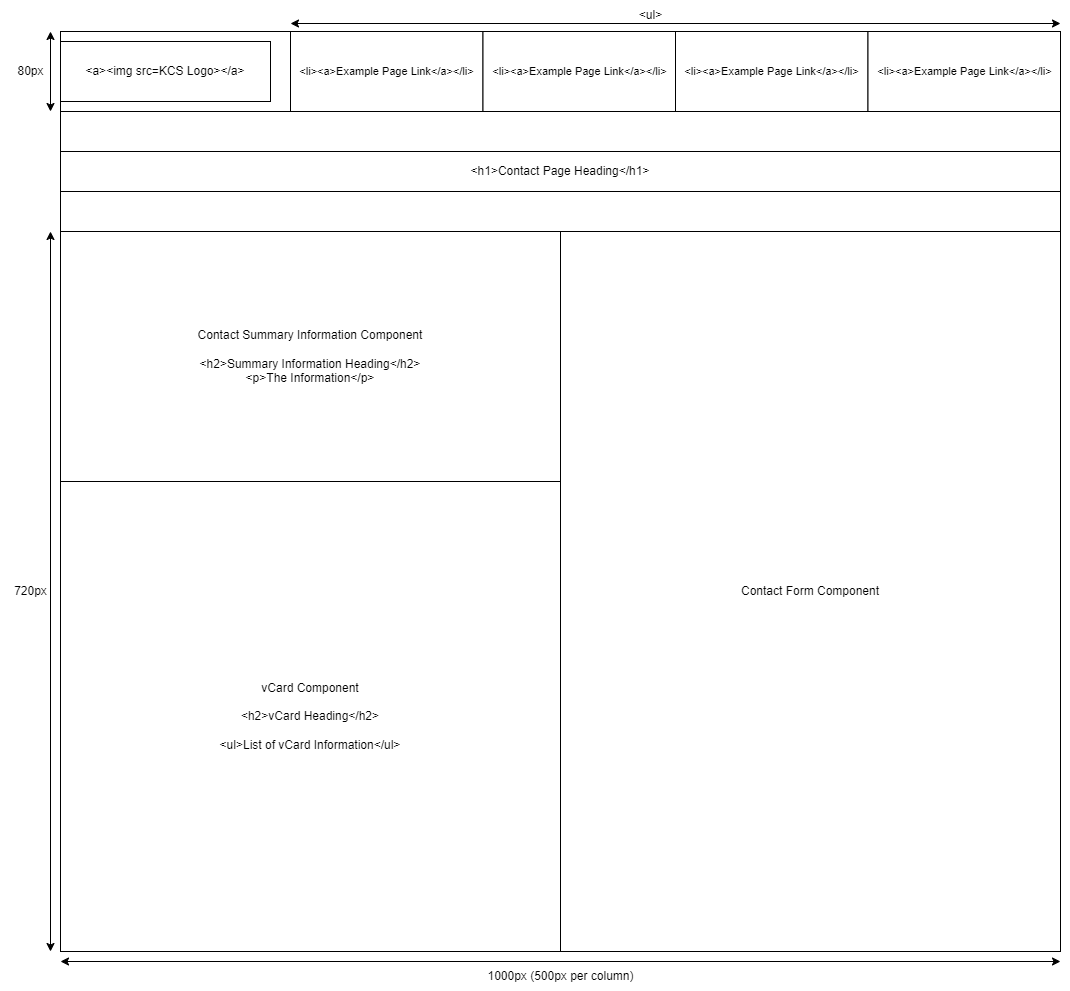 <ul>
80px
<a><img src=KCS Logo></a>
<li><a>Example Page Link</a></li>
<li><a>Example Page Link</a></li>
<li><a>Example Page Link</a></li>
<li><a>Example Page Link</a></li>
<h1>Contact Page Heading</h1>
Contact Summary Information Component
<h2>Summary Information Heading</h2>
<p>The Information</p>
720px
Contact Form Component
vCard Component
<h2>vCard Heading</h2>
<ul>List of vCard Information</ul>
1000px (500px per column)